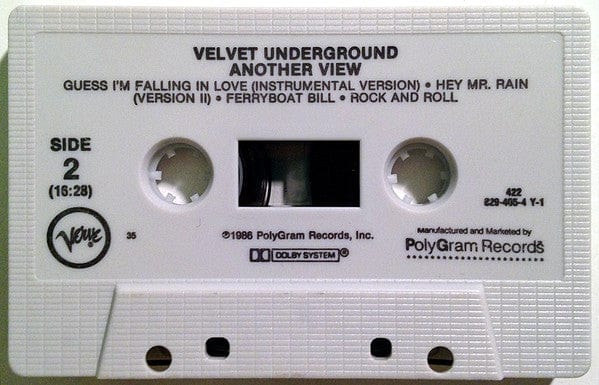 VELVET UNDERGROUND
ANOTHER VIEW
GUESS I'M FALLING IN LOVE (INSTRUMENTAL VERSION) • HEY MR. RAIN
(VERSION II) • FERRYBOAT BILL • ROCK AND ROLL
SIDE
2
(16:28)
422
829-405-4 Y-1
VERVE
35
℗1986 PolyGram Records, Inc.
DOLBY SYSTEM®
Manufactured and Marketed by
PolyGram Records